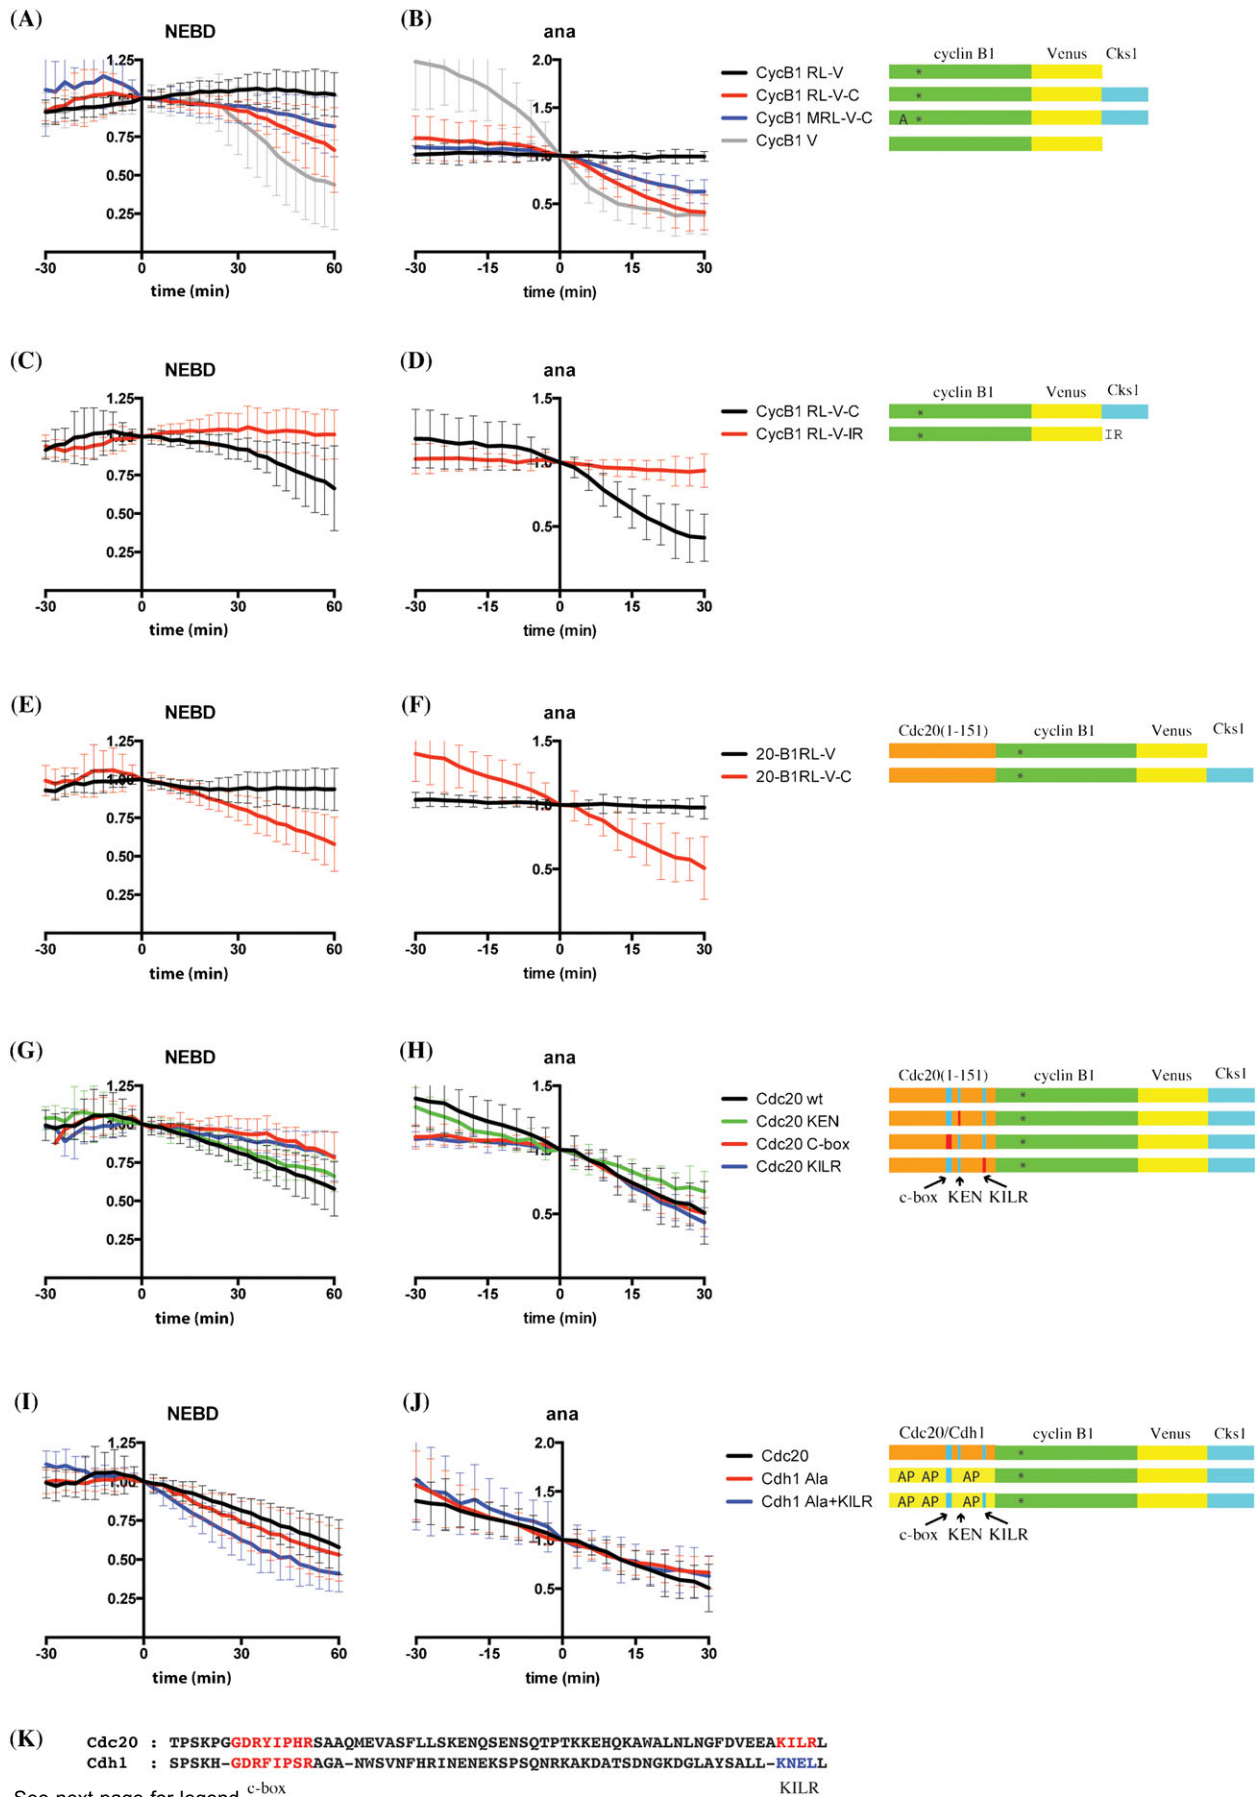 (A)
NEBD
1.25
1.00
0.75
0.50
0.25
-30 0 30 60
time (min)
(B)
ana
2.0
1.5
1.0
0.5
-30 -15 0 15 30
time (min)
CycB1 RL-V
CycB1 RL-V-C
CycB1 MRL-V-C
CycB1 V
cyclin B1 Venus Cks1
*
*
A *
(C)
NEBD
1.25
1.00
0.75
0.50
0.25
-30 0 30 60
time (min)
(D)
ana
1.5
1.0
0.5
-30 -15 0 15 30
time (min)
CycB1 RL-V-C
CycB1 RL-V-IR
cyclin B1 Venus Cks1
*
* IR
(E)
NEBD
1.25
1.00
0.75
0.50
0.25
-30 0 30 60
time (min)
(F)
ana
1.5
1.0
0.5
-30 -15 0 15 30
time (min)
20-B1RL-V
20-B1RL-V-C
Cdc20(1-151) cyclin B1 Venus Cks1
*
*
(G)
NEBD
1.25
1.00
0.75
0.50
0.25
-30 0 30 60
time (min)
(H)
ana
1.5
1.0
0.5
-30 -15 0 15 30
time (min)
Cdc20 wt
Cdc20 KEN
Cdc20 C-box
Cdc20 KILR
Cdc20(1-151) cyclin B1 Venus Cks1
*
*
*
*
c-box KEN KILR
(I)
NEBD
1.25
1.00
0.75
0.50
0.25
-30 0 30 60
time (min)
(J)
ana
2.0
1.5
1.0
0.5
-30 -15 0 15 30
time (min)
Cdc20
Cdh1 Ala
Cdh1 Ala+KILR
Cdc20/Cdh1 cyclin B1 Venus Cks1
*
AP AP AP *
AP AP AP *
c-box KEN KILR
(K)
Cdc20 : TPSKPGGDRYIPHRSAAQMEVASFLLSKENQSENSQTPTKKEHQKAWALNLNGFDVEEAKILRL
Cdh1 : SPSKH-GDRFIPSRAGA-NWSVNFHRINENEKSPSQNRKAKDATSDNGKDGLAYSALL-KNELL
c-box KILR
See next page for legend